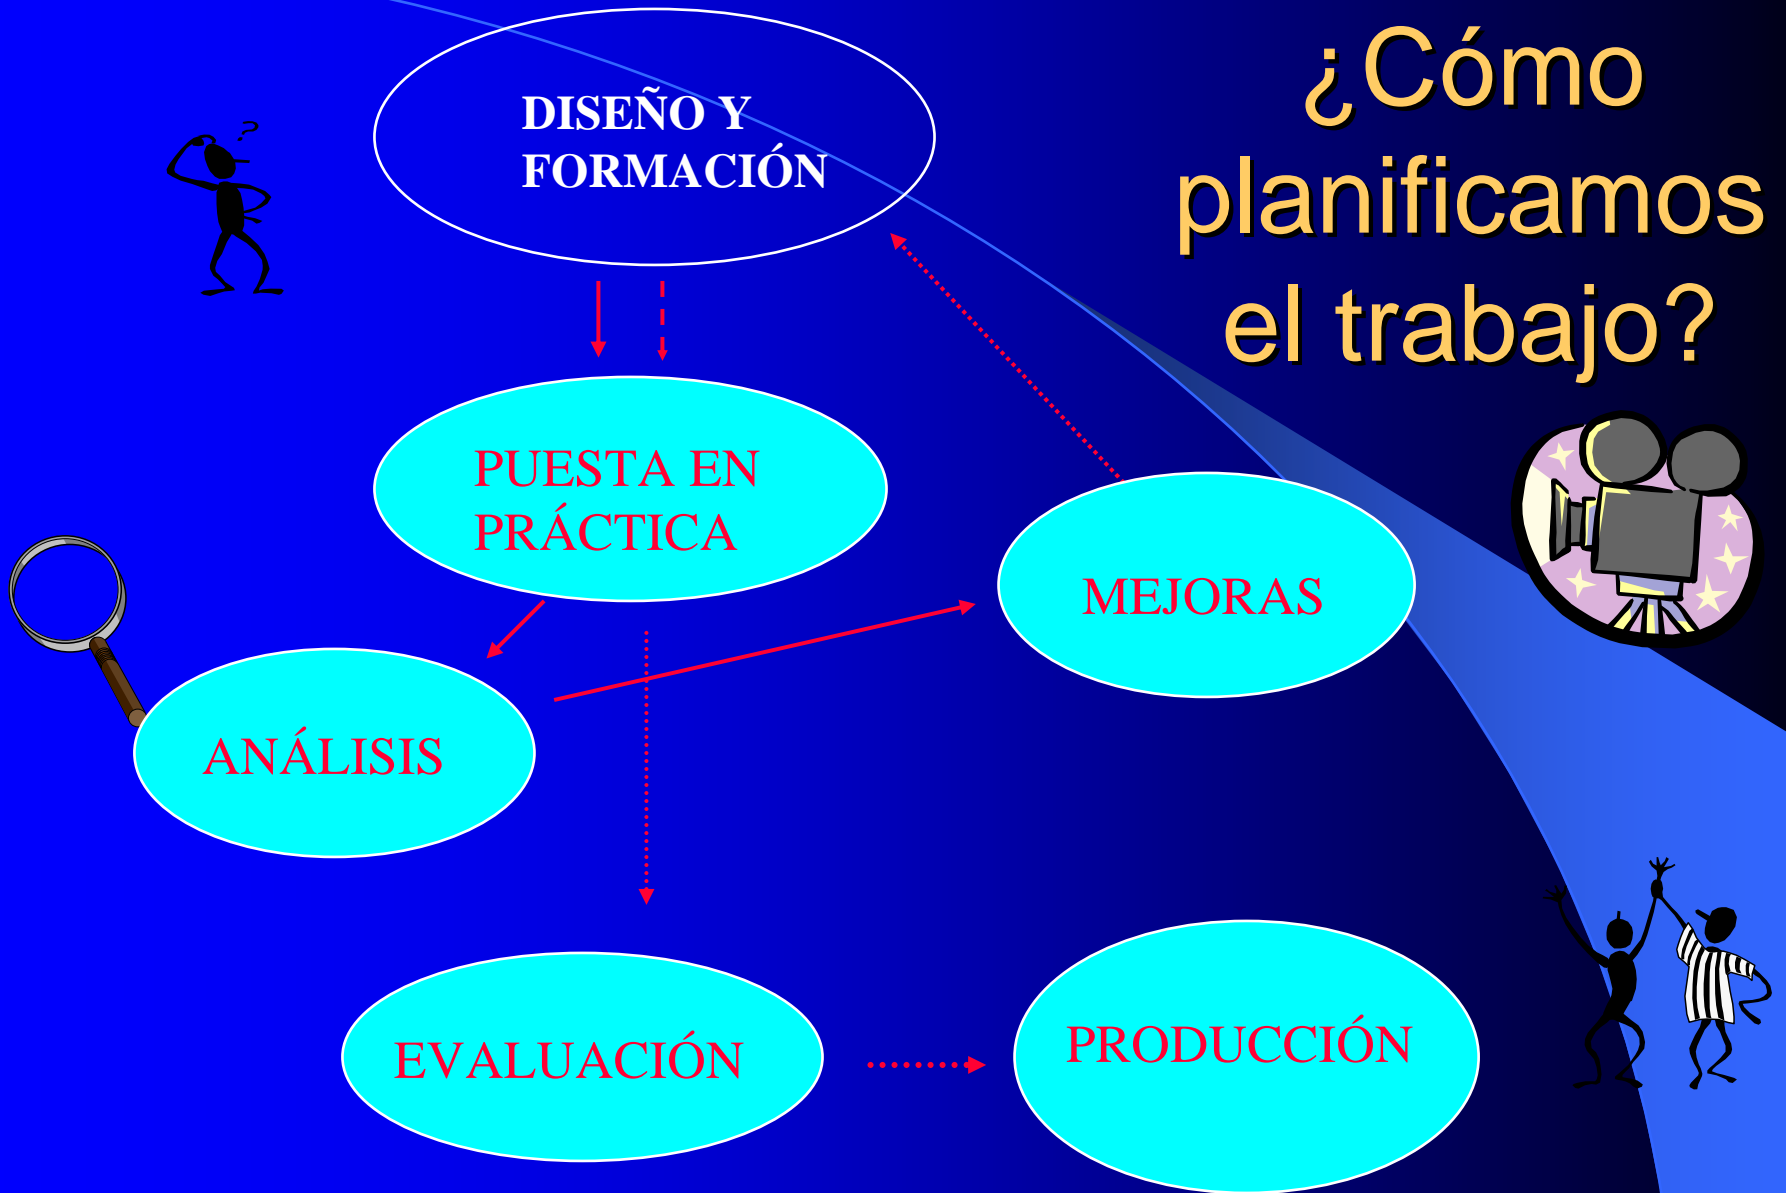 ¿Cómo
planificamos
el trabajo?
DISEÑO Y
FORMACIÓN
PUESTA EN
PRÁCTICA
MEJORAS
ANÁLISIS
EVALUACIÓN
PRODUCCIÓN